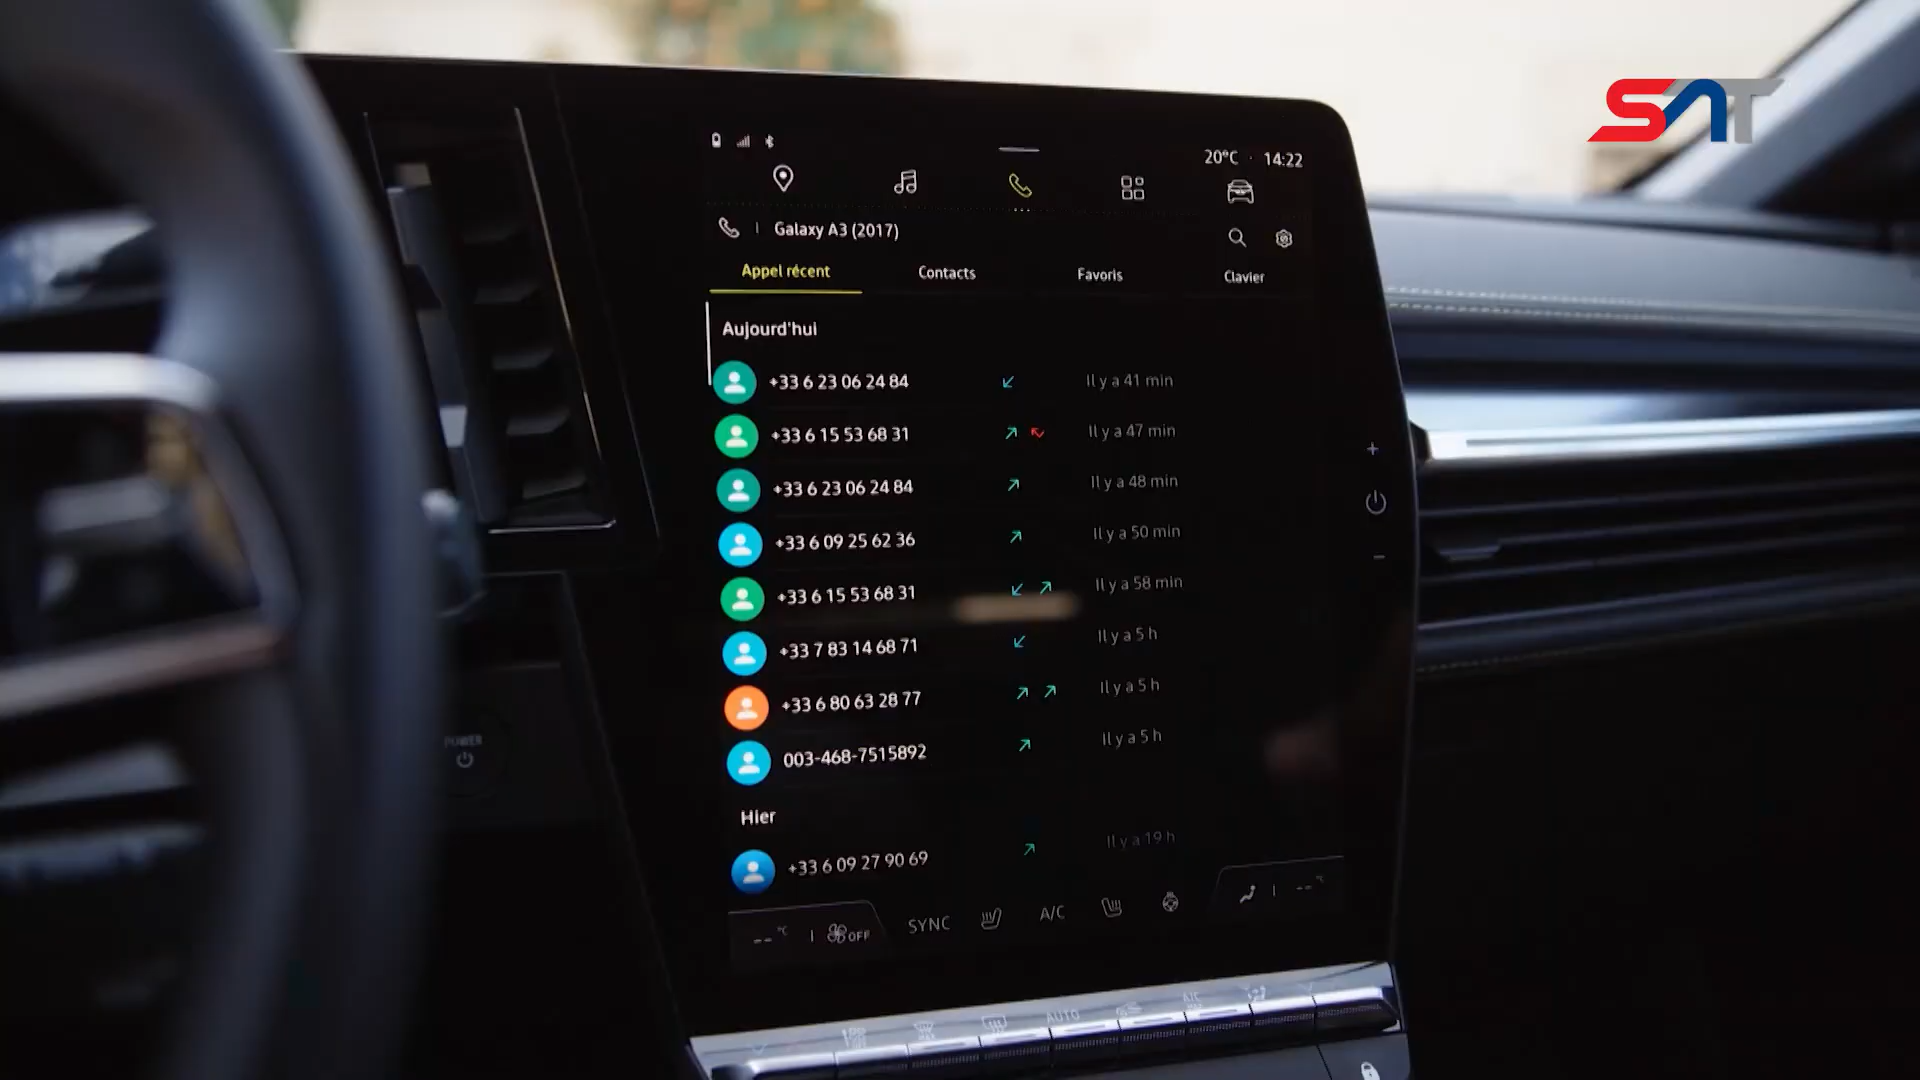 SAT
20°C · 14:22
Galaxy A3 (2017)
Appel récent Contacts Favoris Clavier
Aujourd'hui
+33 6 23 06 24 84 Il y a 41 min
+33 6 15 53 68 31 Il y a 47 min
+33 6 23 06 24 84 Il y a 48 min
+33 6 09 25 62 36 Il y a 50 min
+33 6 15 53 68 31 Il y a 58 min
+33 7 83 14 68 71 Il y a 5 h
+33 6 80 63 28 77 Il y a 5 h
003-468-7515892 Il y a 5 h
Hier
+33 6 09 27 90 69 Il y a 19 h
-- °C OFF SYNC A/C -- °C
POWER
AUTO A/C